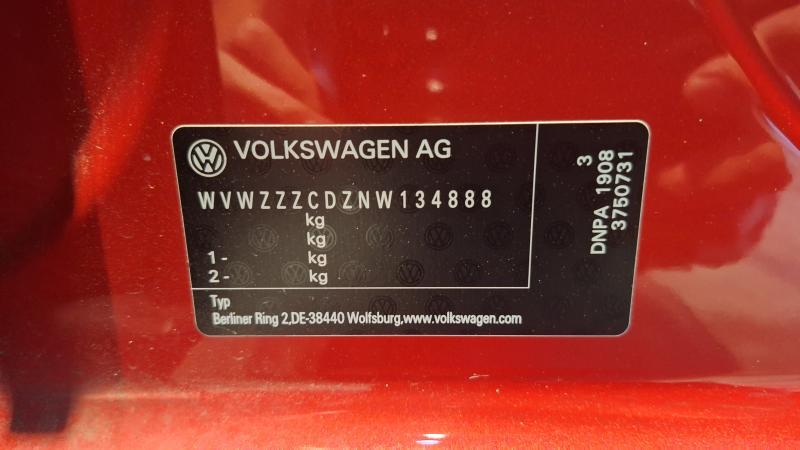 VOLKSWAGEN AG
WVWZZZCDZNW134888
kg
kg
1- kg
2- kg
Typ
Berliner Ring 2,DE-38440 Wolfsburg,www.volkswagen.com
3
DNPA 1908
3750731